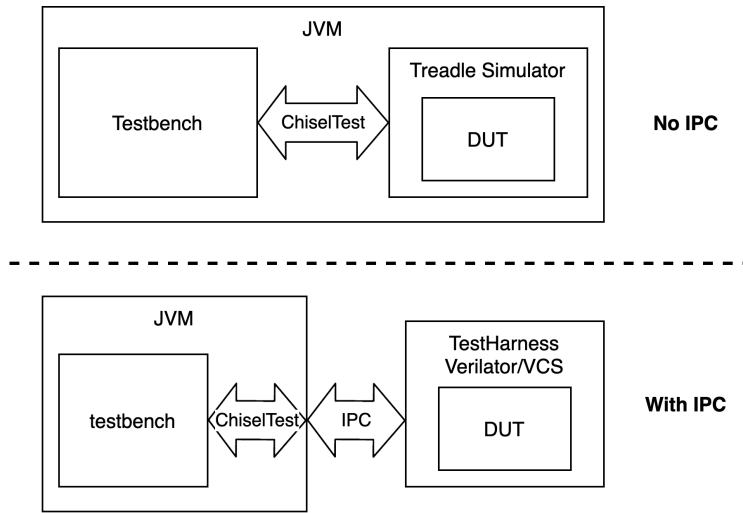 JVM
Testbench
ChiselTest
Treadle Simulator
DUT
No IPC
JVM
testbench
ChiselTest
IPC
TestHarness
Verilator/VCS
DUT
With IPC